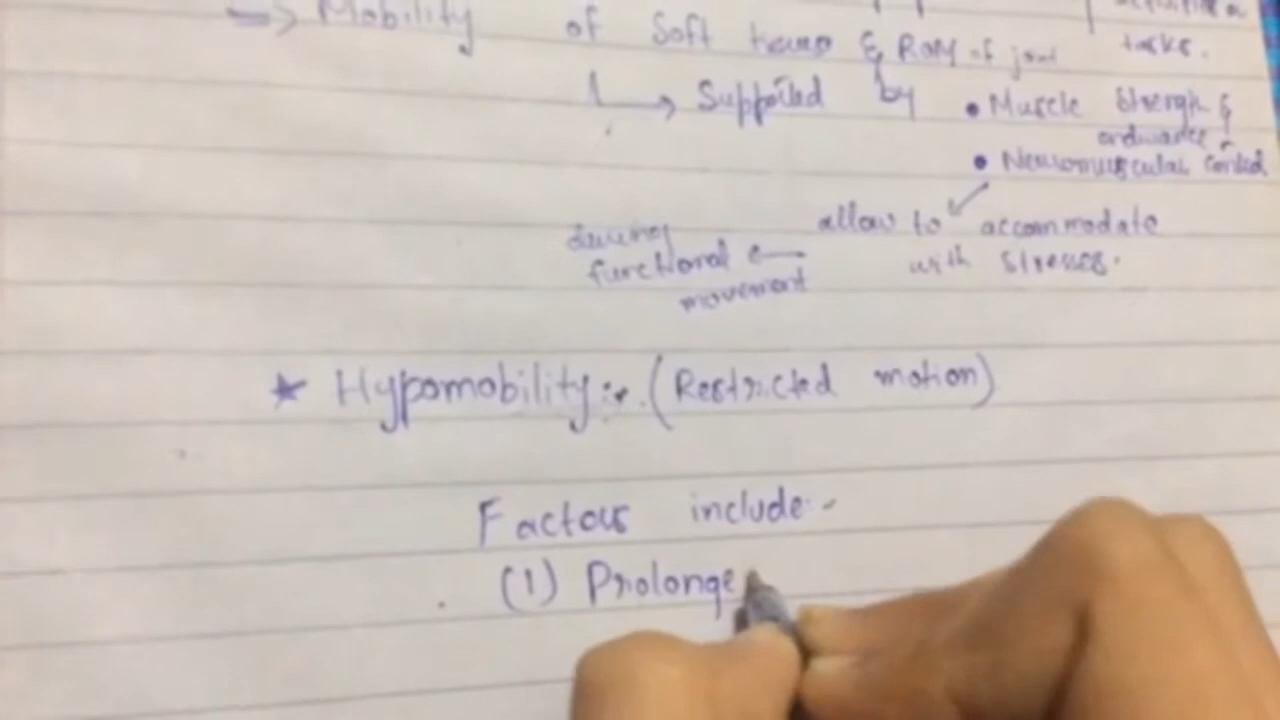 => Mobility of Soft tissue & ROM of joint
tasks.
↳ Supported by • Muscle Strength &
endurance
• Neuromuscular Control
allow to accommodate
with stresses.
during
functional
movement
* Hypomobility:- (Restricted motion)
Factors include:-
(1) Prolonge